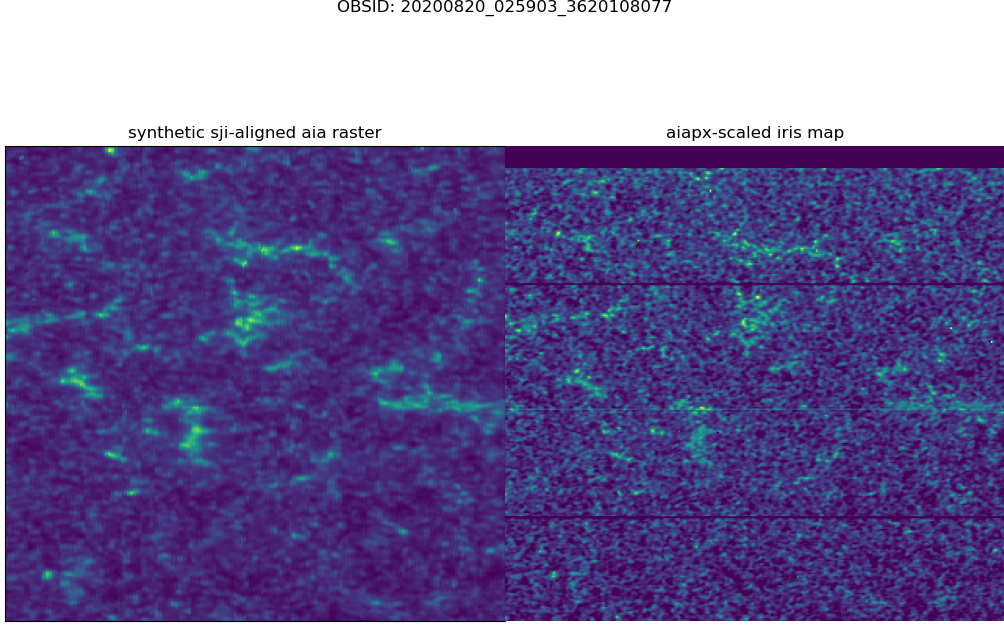 OBSID: 20200820_025903_3620108077
synthetic sji-aligned aia raster
aiapx-scaled iris map